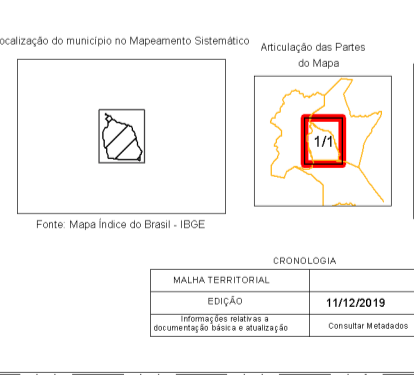 ocalização do município no Mapeamento Sistemático
Articulação das Partes
do Mapa
1/1
Fonte: Mapa Índice do Brasil - IBGE
CRONOLOGIA
MALHA TERRITORIAL
EDIÇÃO 11/12/2019
Informações relativas a
documentação básica e atualização Consultar Metadados